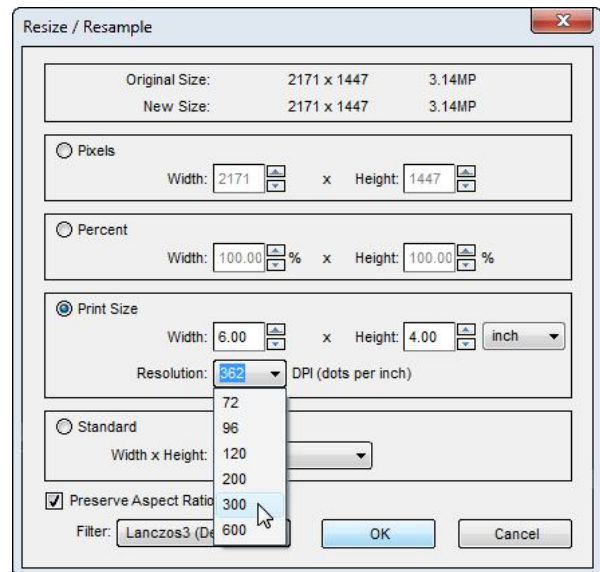 Resize / Resample
Original Size: 2171 x 1447 3.14MP
New Size: 2171 x 1447 3.14MP
Pixels
Width: 2171 x Height: 1447
Percent
Width: 100.00 % x Height: 100.00 %
Print Size
Width: 6.00 x Height: 4.00 inch
Resolution: 362 DPI (dots per inch)
72
96
120
200
300
600
Standard
Width x Height:
Preserve Aspect Ratio
Filter: Lanczos3 (De
OK Cancel